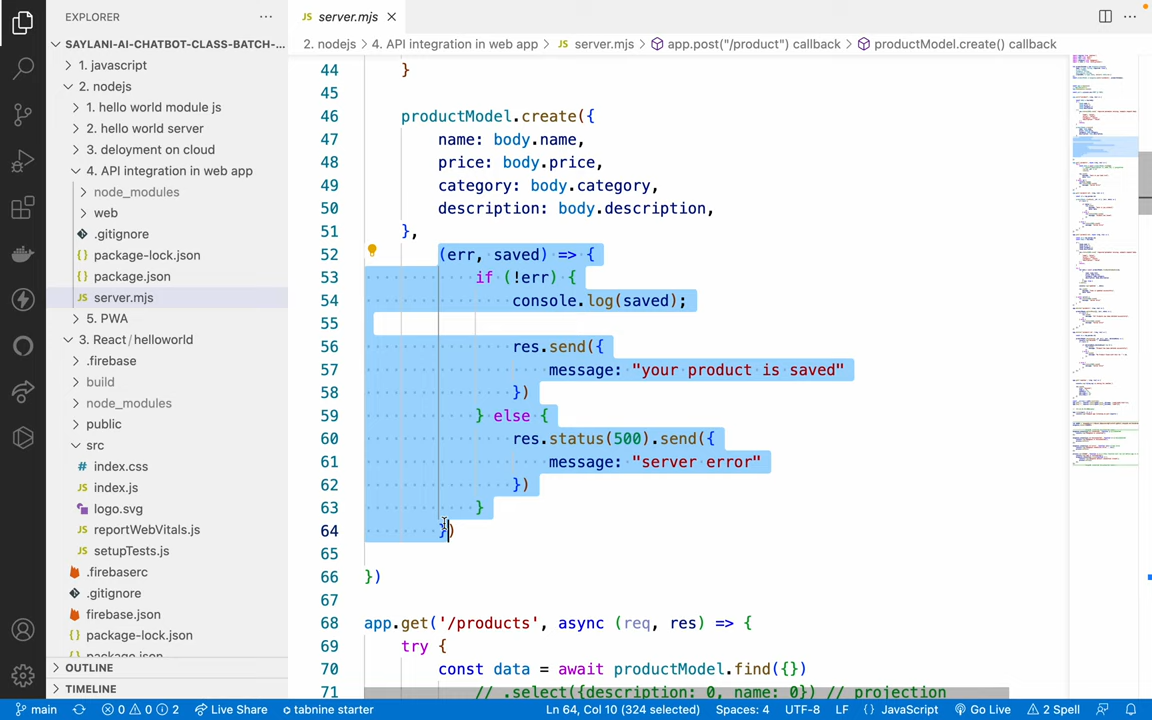 EXPLORER
SAYLANI-AI-CHATBOT-CLASS-BATCH-...
1. javascript
2. nodejs
1. hello world module js
2. hello world server
3. deloyment on cloud
4. API integration in web app
node_modules
web
.gitignore
package-lock.json
package.json
server.mjs
5. PWA
3. React/helloworld
.firebase
build
node_modules
public
src
index.css
index.js
logo.svg
reportWebVitals.js
setupTests.js
.firebaserc
.gitignore
firebase.json
package-lock.json
package.json
OUTLINE
TIMELINE
JS server.mjs
2. nodejs > 4. API integration in web app > JS server.mjs > app.post("/product") callback > productModel.create() callback
44 }
45
46 productModel.create({
47 name: body.name,
48 price: body.price,
49 category: body.category,
50 description: body.description,
51 },
52 (err, saved) => {
53 if (!err) {
54 console.log(saved);
55
56 res.send({
57 message: "your product is saved"
58 })
59 } else {
60 res.status(500).send({
61 message: "server error"
62 })
63 }
64 })
65
66 })
67
68 app.get('/products', async (req, res) => {
69 try {
70 const data = await productModel.find({})
71 // .select({description: 0, name: 0}) // projection
main 0 0 2 Live Share tabnine starter Ln 64, Col 10 (324 selected) Spaces: 4 UTF-8 LF {} JavaScript Go Live 2 Spell